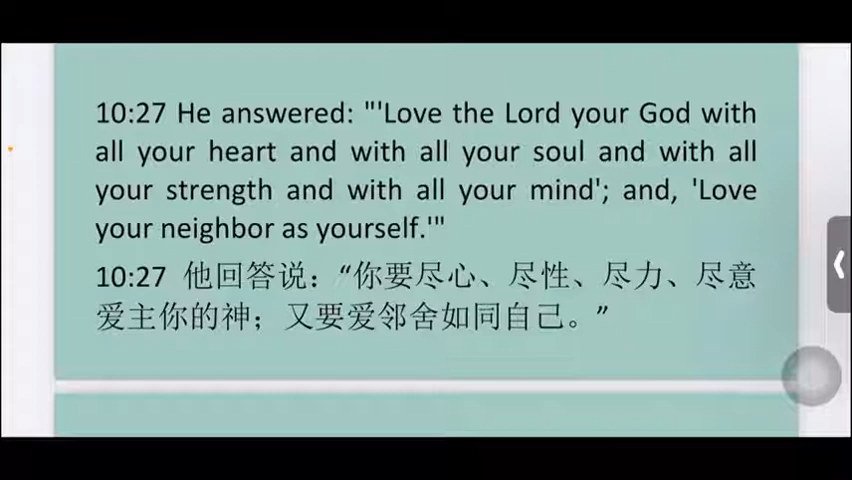 10:27 He answered: "'Love the Lord your God with
all your heart and with all your soul and with all
your strength and with all your mind'; and, 'Love
your neighbor as yourself.'"
10:27 他回答说：“你要尽心、尽性、尽力、尽意
爱主你的神；又要爱邻舍如同自己。”